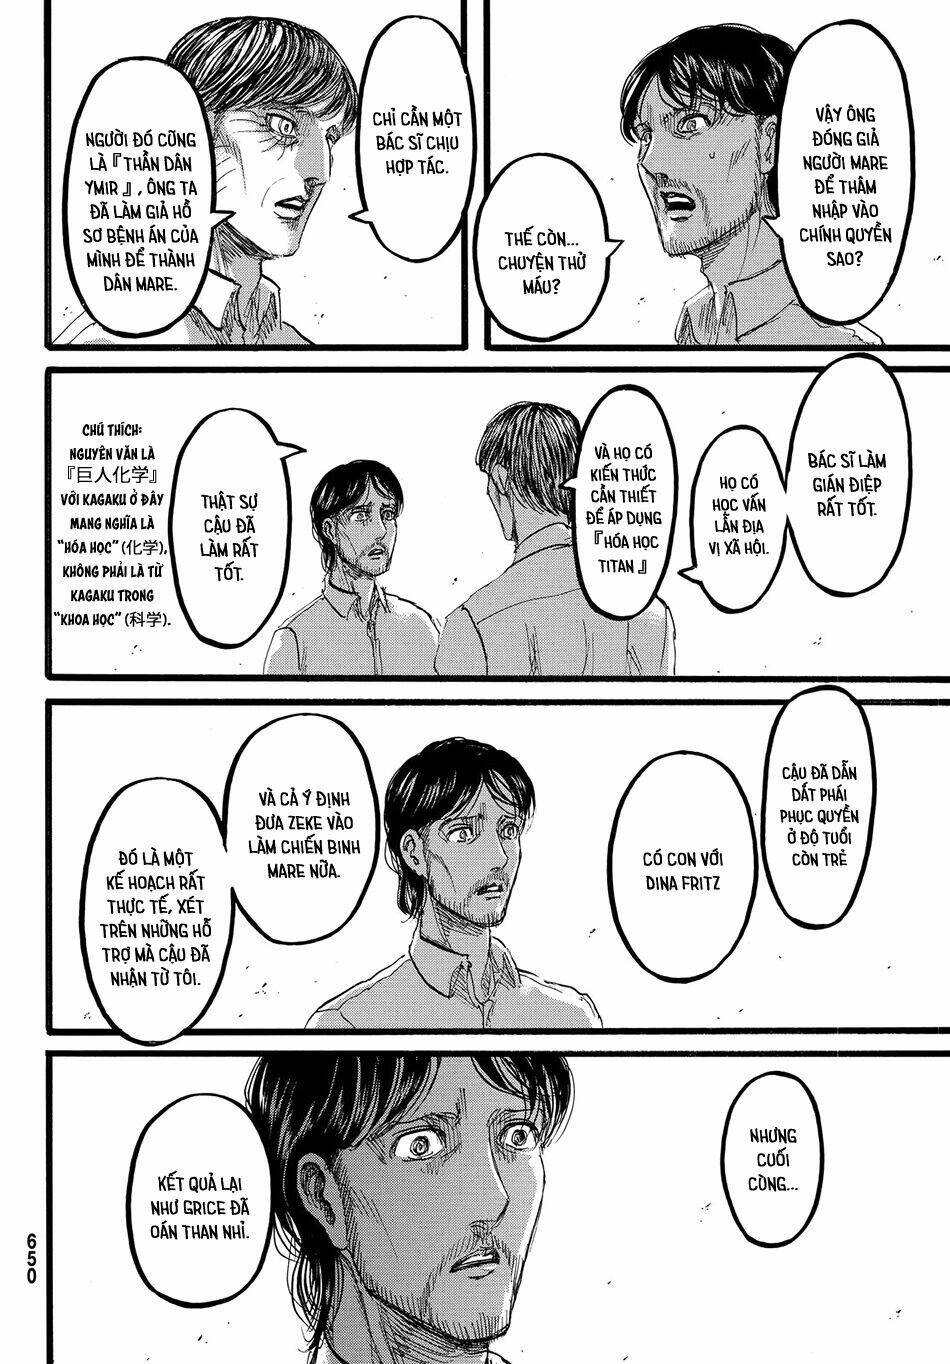 VẬY ÔNG
ĐÓNG GIẢ
NGƯỜI MARE
ĐỂ THÂM
NHẬP VÀO
CHÍNH QUYỀN
SAO?
THẾ CÒN...
CHUYỆN THỬ
MÁU?
CHỈ CẦN MỘT
BÁC SĨ CHỊU
HỢP TÁC.
NGƯỜI ĐÓ CŨNG
LÀ『THẦN DÂN
YMIR』, ÔNG TA
ĐÃ LÀM GIẢ HỒ
SƠ BỆNH ÁN CỦA
MÌNH ĐỂ THÀNH
DÂN MARE.
BÁC SĨ LÀM
GIÁN ĐIỆP
RẤT TỐT.
HỌ CÓ
HỌC VẤN
LẪN ĐỊA
VỊ XÃ HỘI.
VÀ HỌ CÓ
KIẾN THỨC
CẦN THIẾT
ĐỂ ÁP DỤNG
『HÓA HỌC
TITAN』
THẬT SỰ
CẬU ĐÃ
LÀM RẤT
TỐT.
CHÚ THÍCH:
NGUYÊN VĂN LÀ
『巨人化学』
VỚI KAGAKU Ở ĐÂY
MANG NGHĨA LÀ
“HÓA HỌC” (化学),
KHÔNG PHẢI LÀ TỪ
KAGAKU TRONG
“KHOA HỌC” (科学).
CẬU ĐÃ DẪN
DẮT PHÁI
PHỤC QUYỀN
Ở ĐỘ TUỔI
CÒN TRẺ
CÓ CON VỚI
DINA FRITZ
VÀ CẢ Ý ĐỊNH
ĐƯA ZEKE VÀO
LÀM CHIẾN BINH
MARE NỮA.
ĐÓ LÀ MỘT
KẾ HOẠCH RẤT
THỰC TẾ, XÉT
TRÊN NHỮNG HỖ
TRỢ MÀ CẬU ĐÃ
NHẬN TỪ TÔI.
NHƯNG
CUỐI
CÙNG...
KẾT QUẢ LẠI
NHƯ GRICE ĐÃ
OÁN THAN NHỈ.
650